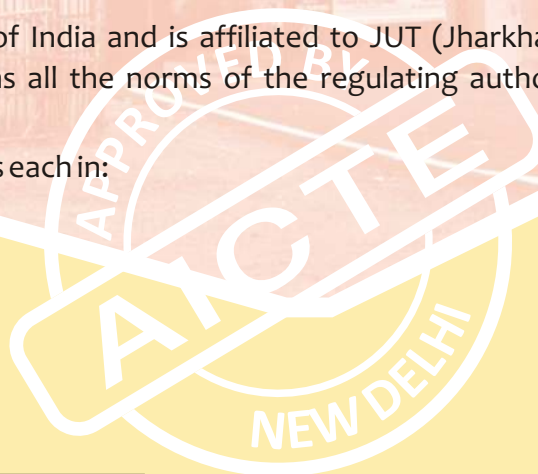 of India and is affiliated to JUT (Jharkha
as all the norms of the regulating autho
s each in:
APPROVED BY
AICTE
NEW DELHI